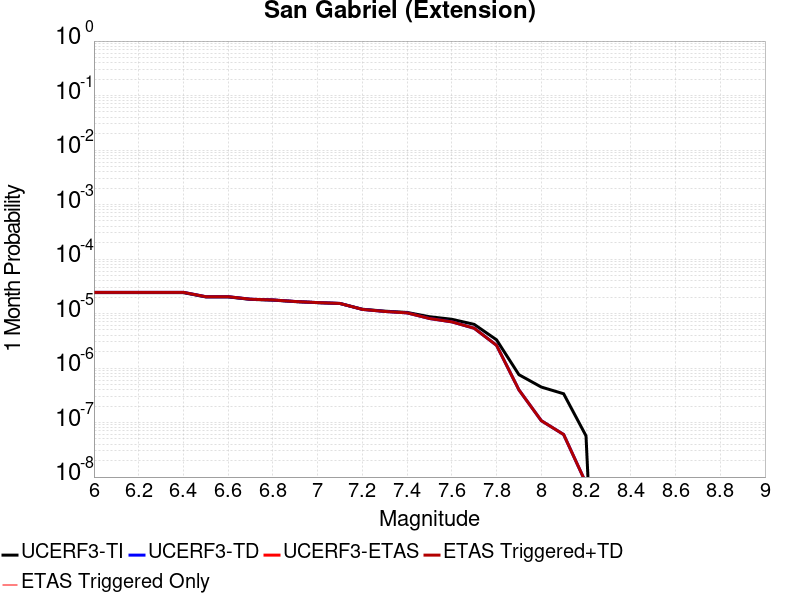 San Gabriel (Extension)
10^0
10^-1
10^-2
10^-3
10^-4
10^-5
10^-6
10^-7
10^-8
1 Month Probability
6 6.2 6.4 6.6 6.8 7 7.2 7.4 7.6 7.8 8 8.2 8.4 8.6 8.8 9
Magnitude
UCERF3-TI UCERF3-TD UCERF3-ETAS ETAS Triggered+TD
ETAS Triggered Only